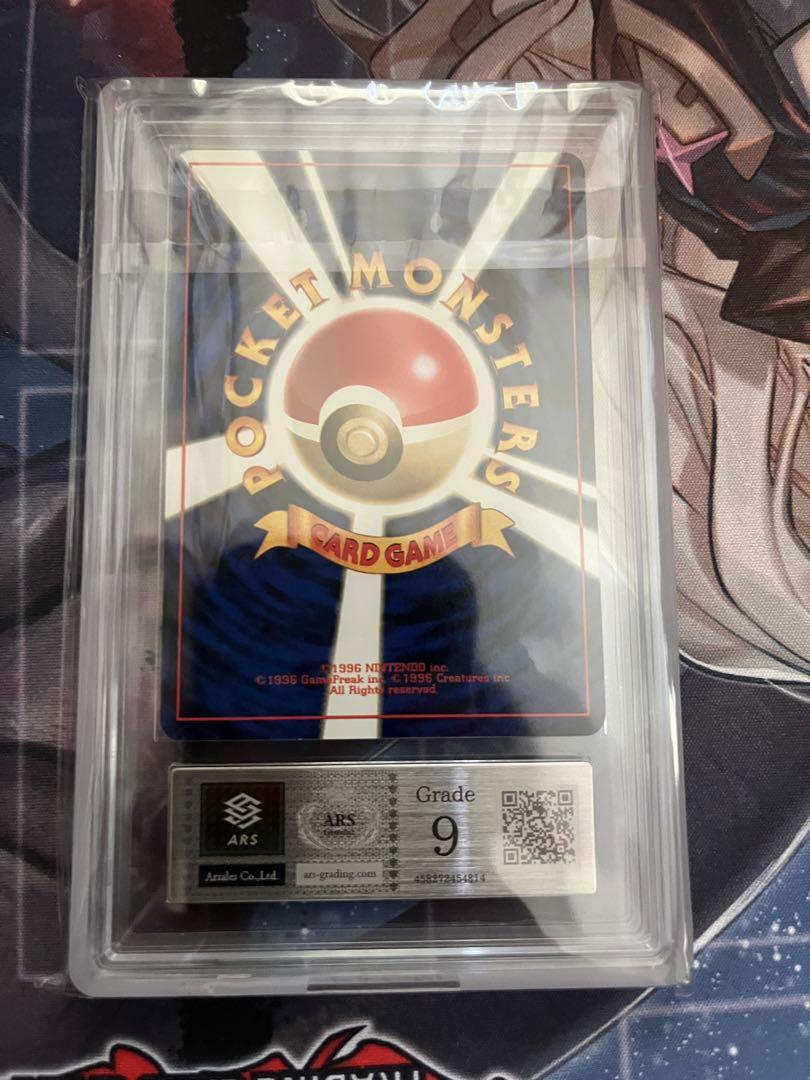 POCKET MONSTERS
CARD GAME
©1996 NINTENDO inc.
©1996 GameFreak inc. ©1996 Creatures inc
All Rights reserved.
ARS
Arrales Co.,Ltd.
ARS
ars-grading.com
Grade
9
458272454814